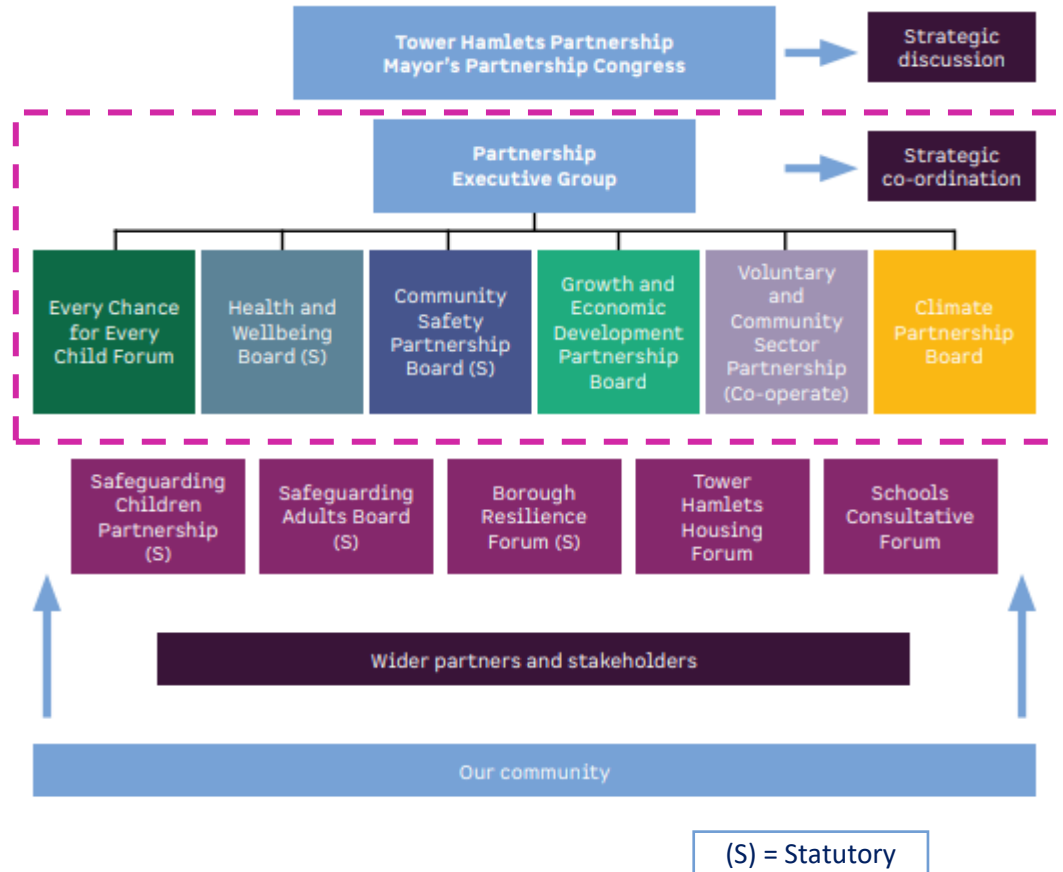 Tower Hamlets Partnership
Mayor's Partnership Congress
Strategic
discussion
Partnership
Executive Group
Strategic
co-ordination
Every Chance
for Every
Child Forum
Health and
Wellbeing
Board (S)
Community
Safety
Partnership
Board (S)
Growth and
Economic
Development
Partnership
Board
Voluntary
and
Community
Sector
Partnership
(Co-operate)
Climate
Partnership
Board
Safeguarding
Children
Partnership
(S)
Safeguarding
Adults Board
(S)
Borough
Resilience
Forum (S)
Tower
Hamlets
Housing
Forum
Schools
Consultative
Forum
Wider partners and stakeholders
Our community
(S) = Statutory